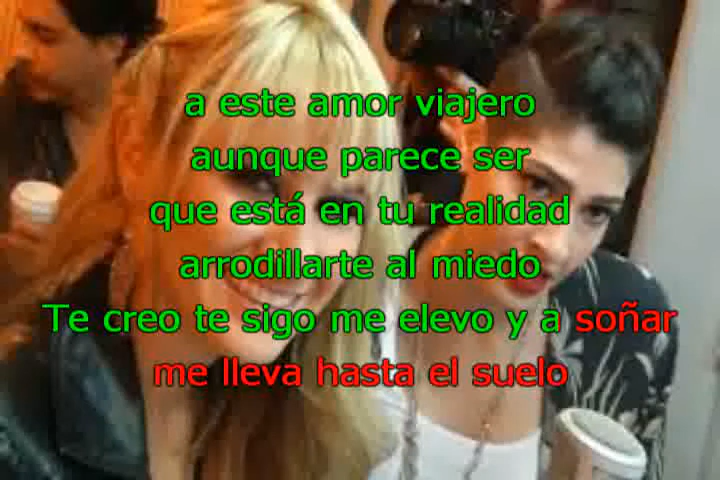 a este amor viajero
aunque parece ser
que está en tu realidad
arrodillarte al miedo
Te creo te sigo me elevo y a soñar
me lleva hasta el suelo